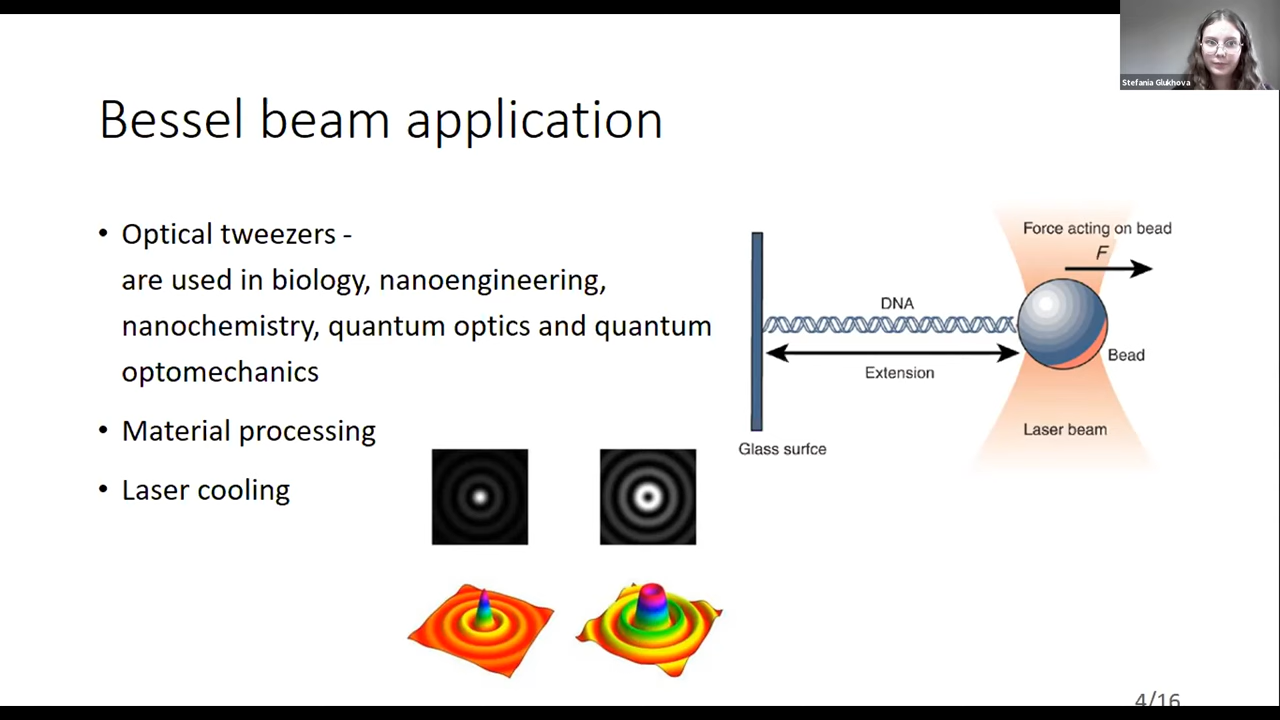 Stefania Glukhova
Bessel beam application
• Optical tweezers -
are used in biology, nanoengineering,
nanochemistry, quantum optics and quantum
optomechanics
• Material processing
• Laser cooling
Force acting on bead
F
DNA
Bead
Extension
Laser beam
Glass surfce
4/16